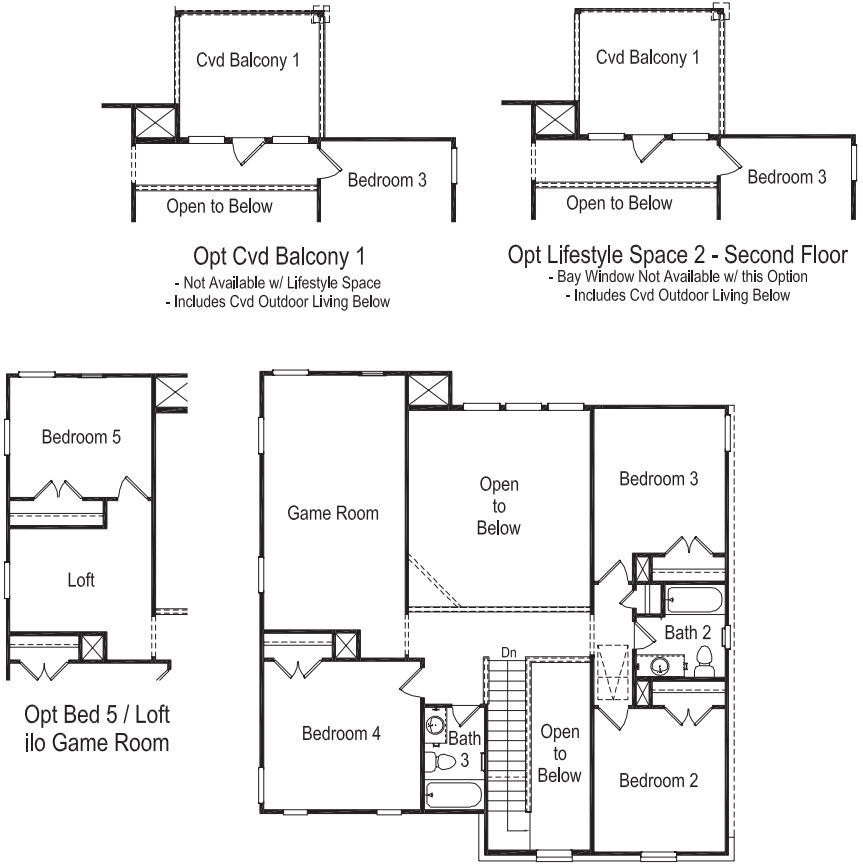 Cvd Balcony 1
Bedroom 3
Open to Below
Opt Cvd Balcony 1
- Not Available w/ Lifestyle Space
- Includes Cvd Outdoor Living Below
Cvd Balcony 1
Bedroom 3
Open to Below
Opt Lifestyle Space 2 - Second Floor
- Bay Window Not Available w/ this Option
- Includes Cvd Outdoor Living Below
Bedroom 5
Loft
Opt Bed 5 / Loft
ilo Game Room
Game Room
Open
to
Below
Bedroom 3
Bath 2
Dn
Bedroom 4
Bath
3
Open
to
Below
Bedroom 2